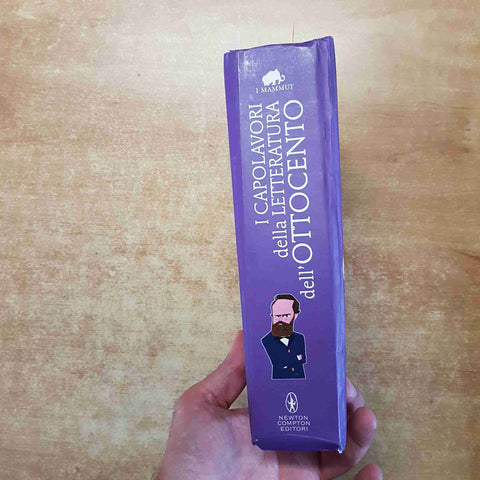 I MAMMUT
I CAPOLAVORI
della LETTERATURA
dell'OTTOCENTO
NEWTON
COMPTON
EDITORI